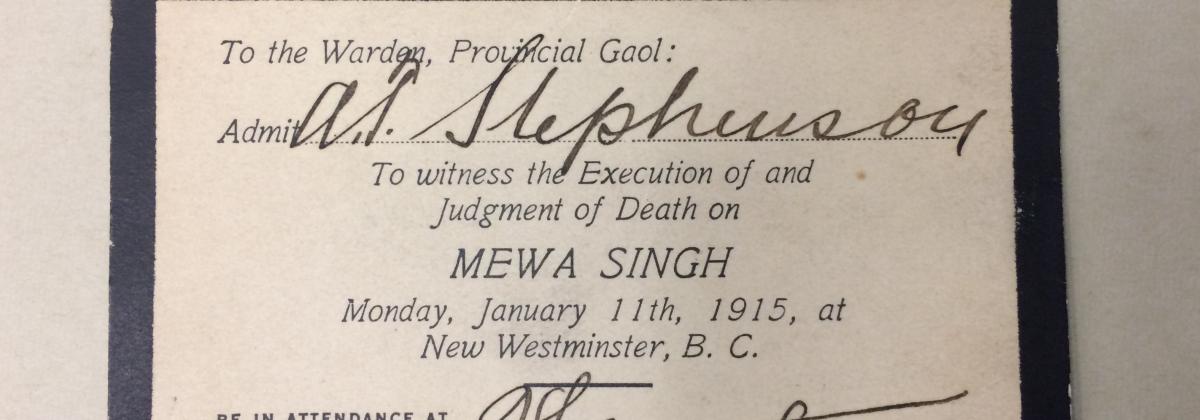 To the Warden, Provincial Gaol:
Admit A.P. Stephenson
To witness the Execution of and
Judgment of Death on
MEWA SINGH
Monday, January 11th, 1915, at
New Westminster, B. C.
BE IN ATTENDANCE AT